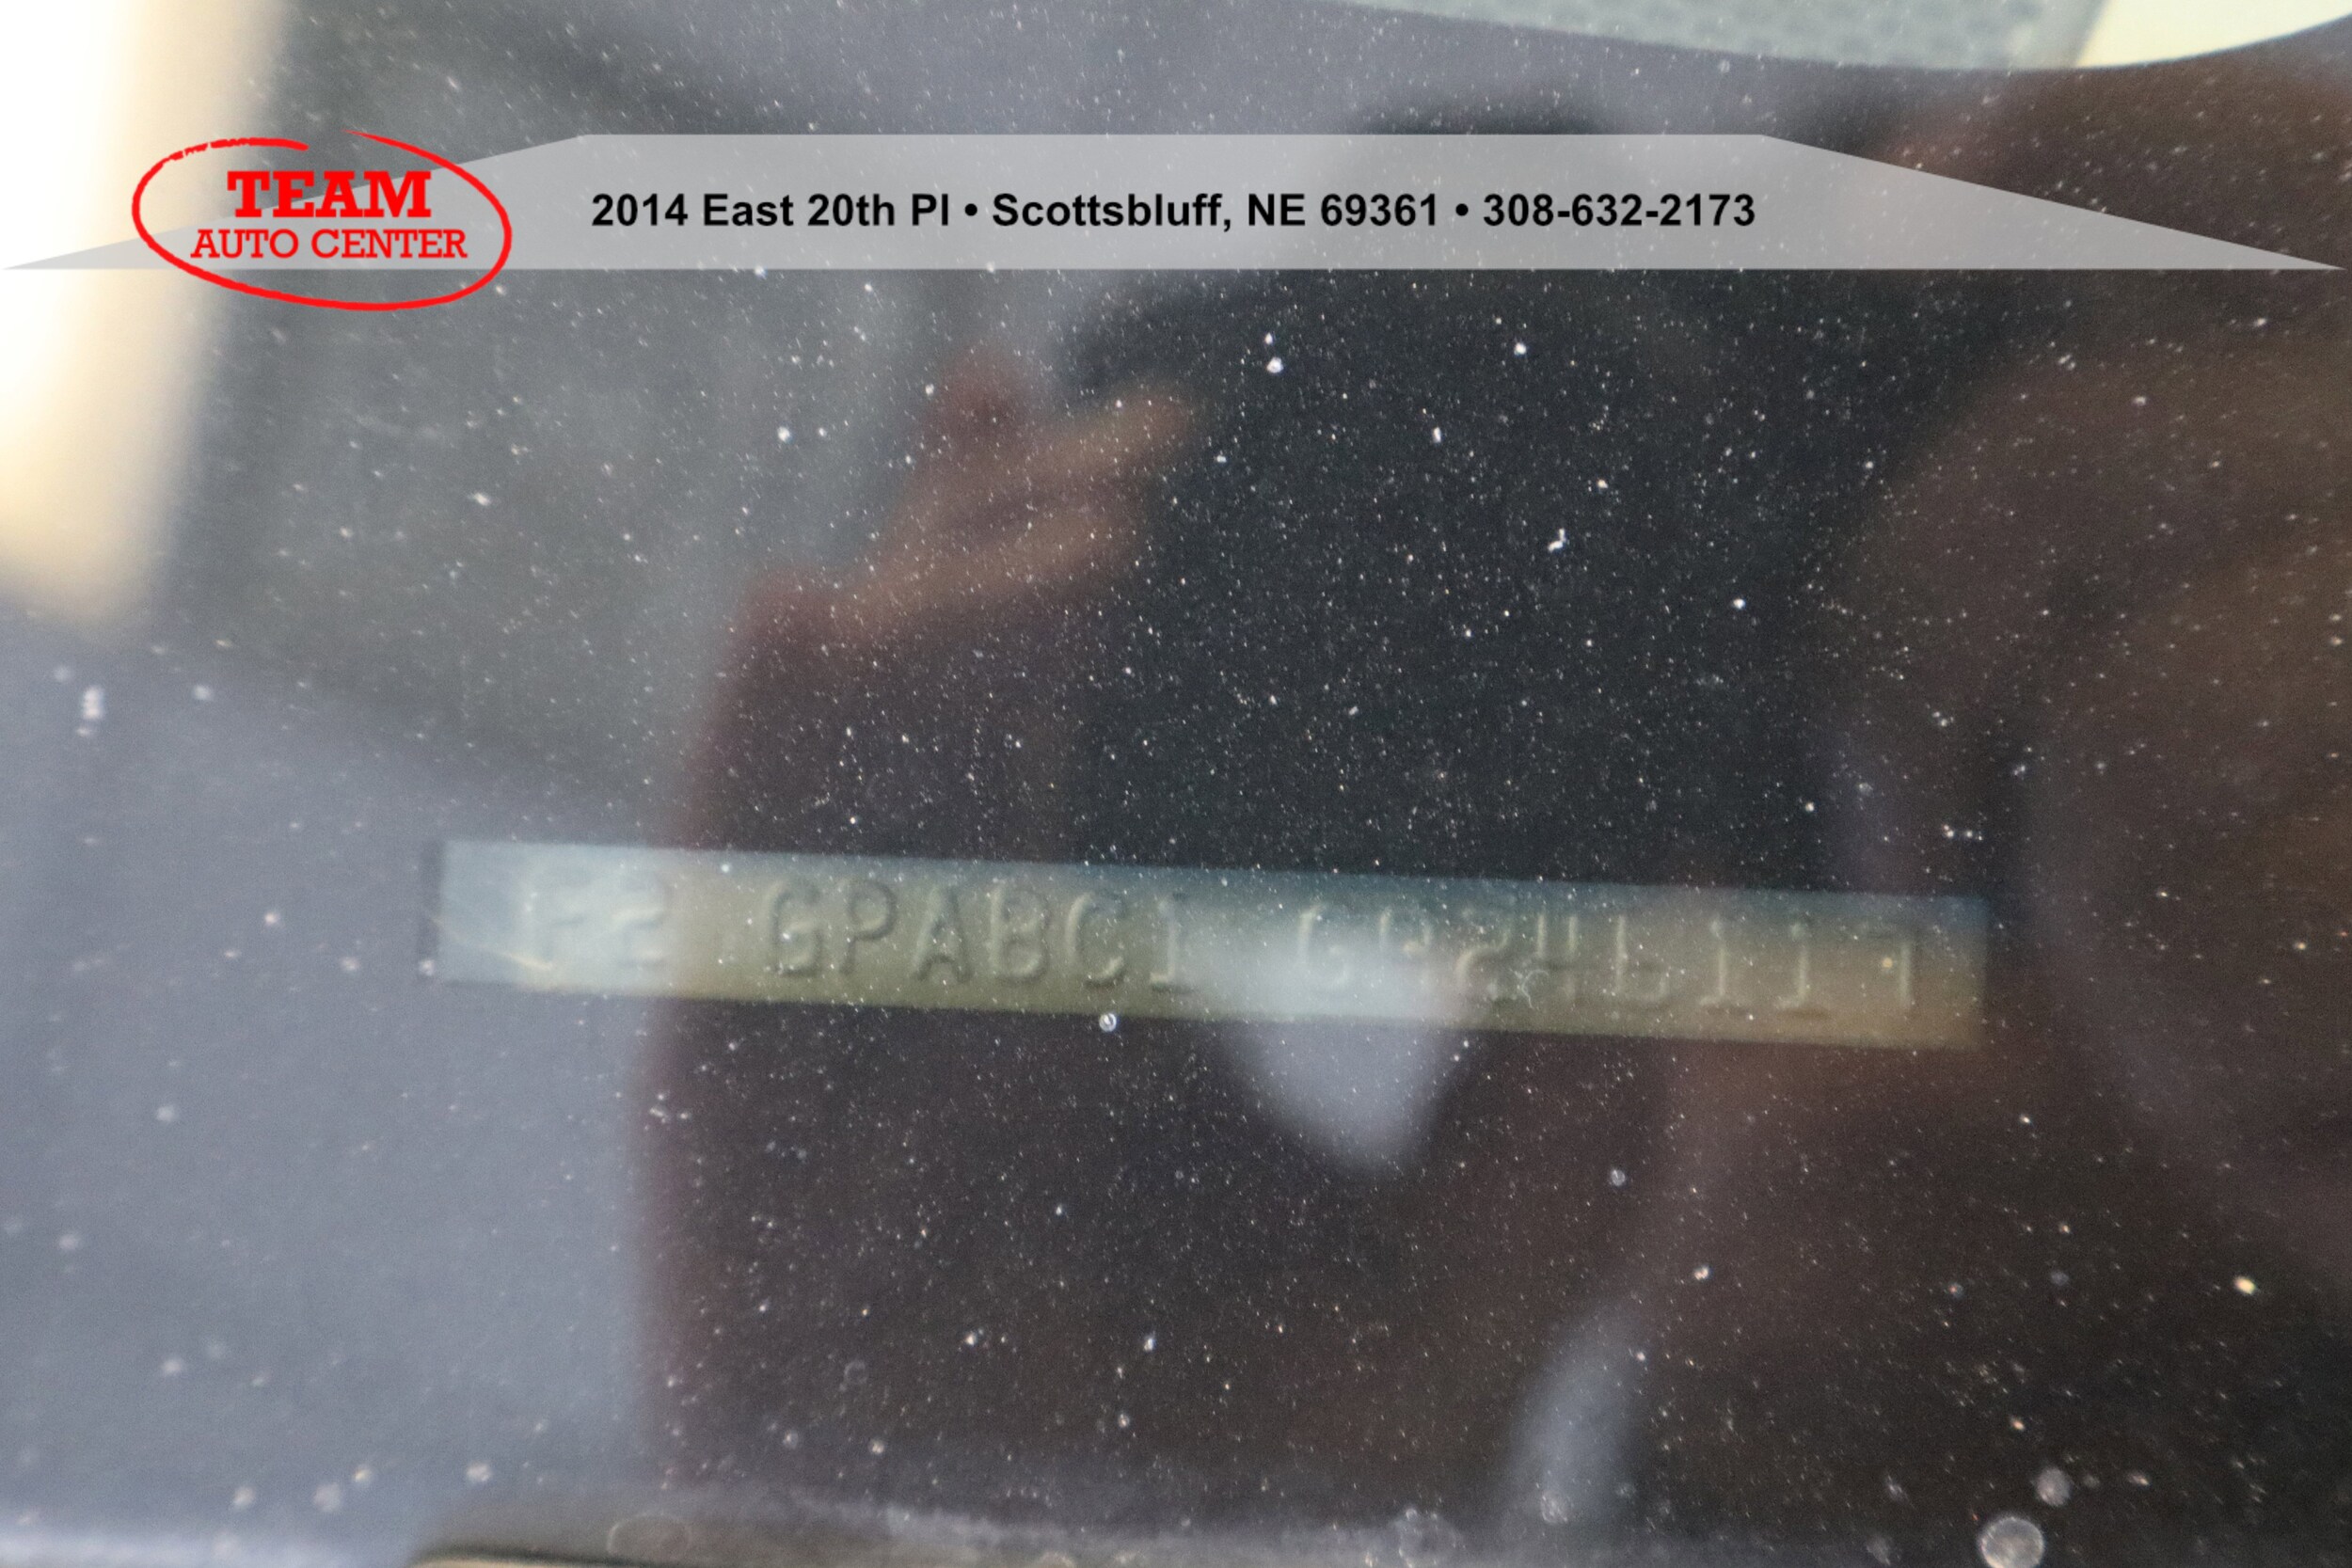 TEAM
AUTO CENTER
2014 East 20th Pl • Scottsbluff, NE 69361 • 308-632-2173
GPABC1